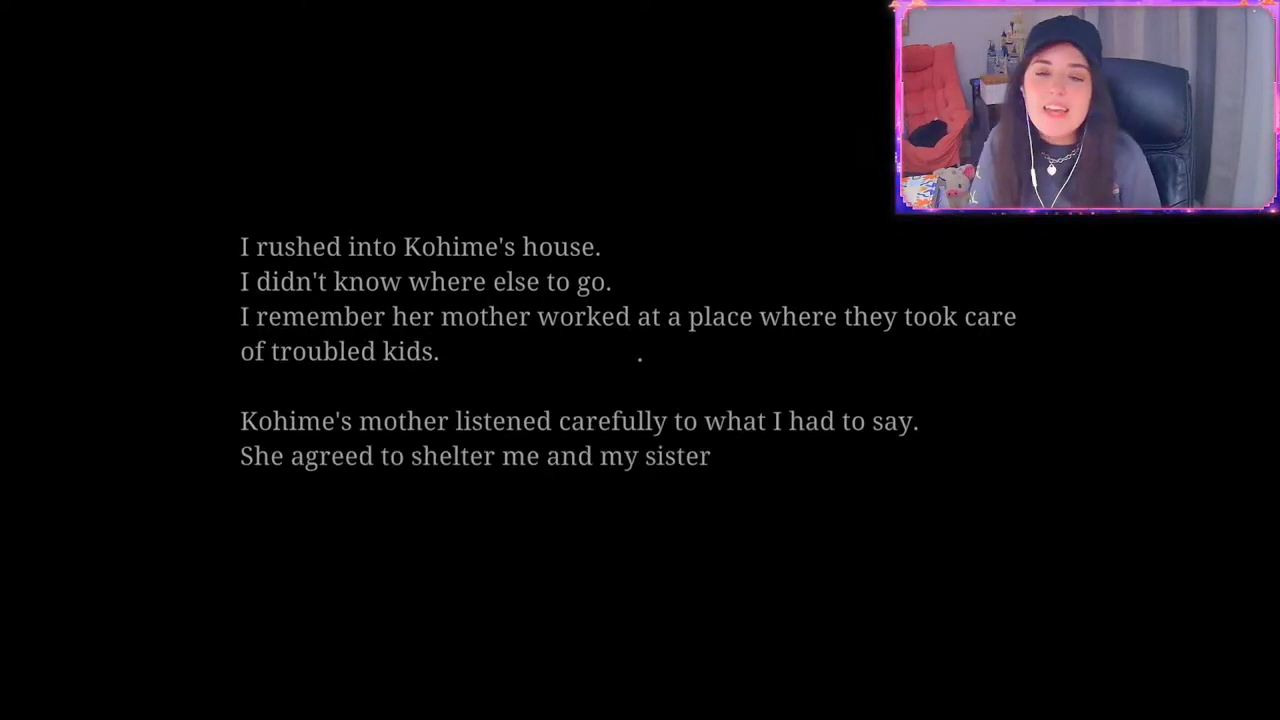 I rushed into Kohime's house.
I didn't know where else to go.
I remember her mother worked at a place where they took care
of troubled kids.
.
Kohime's mother listened carefully to what I had to say.
She agreed to shelter me and my sister